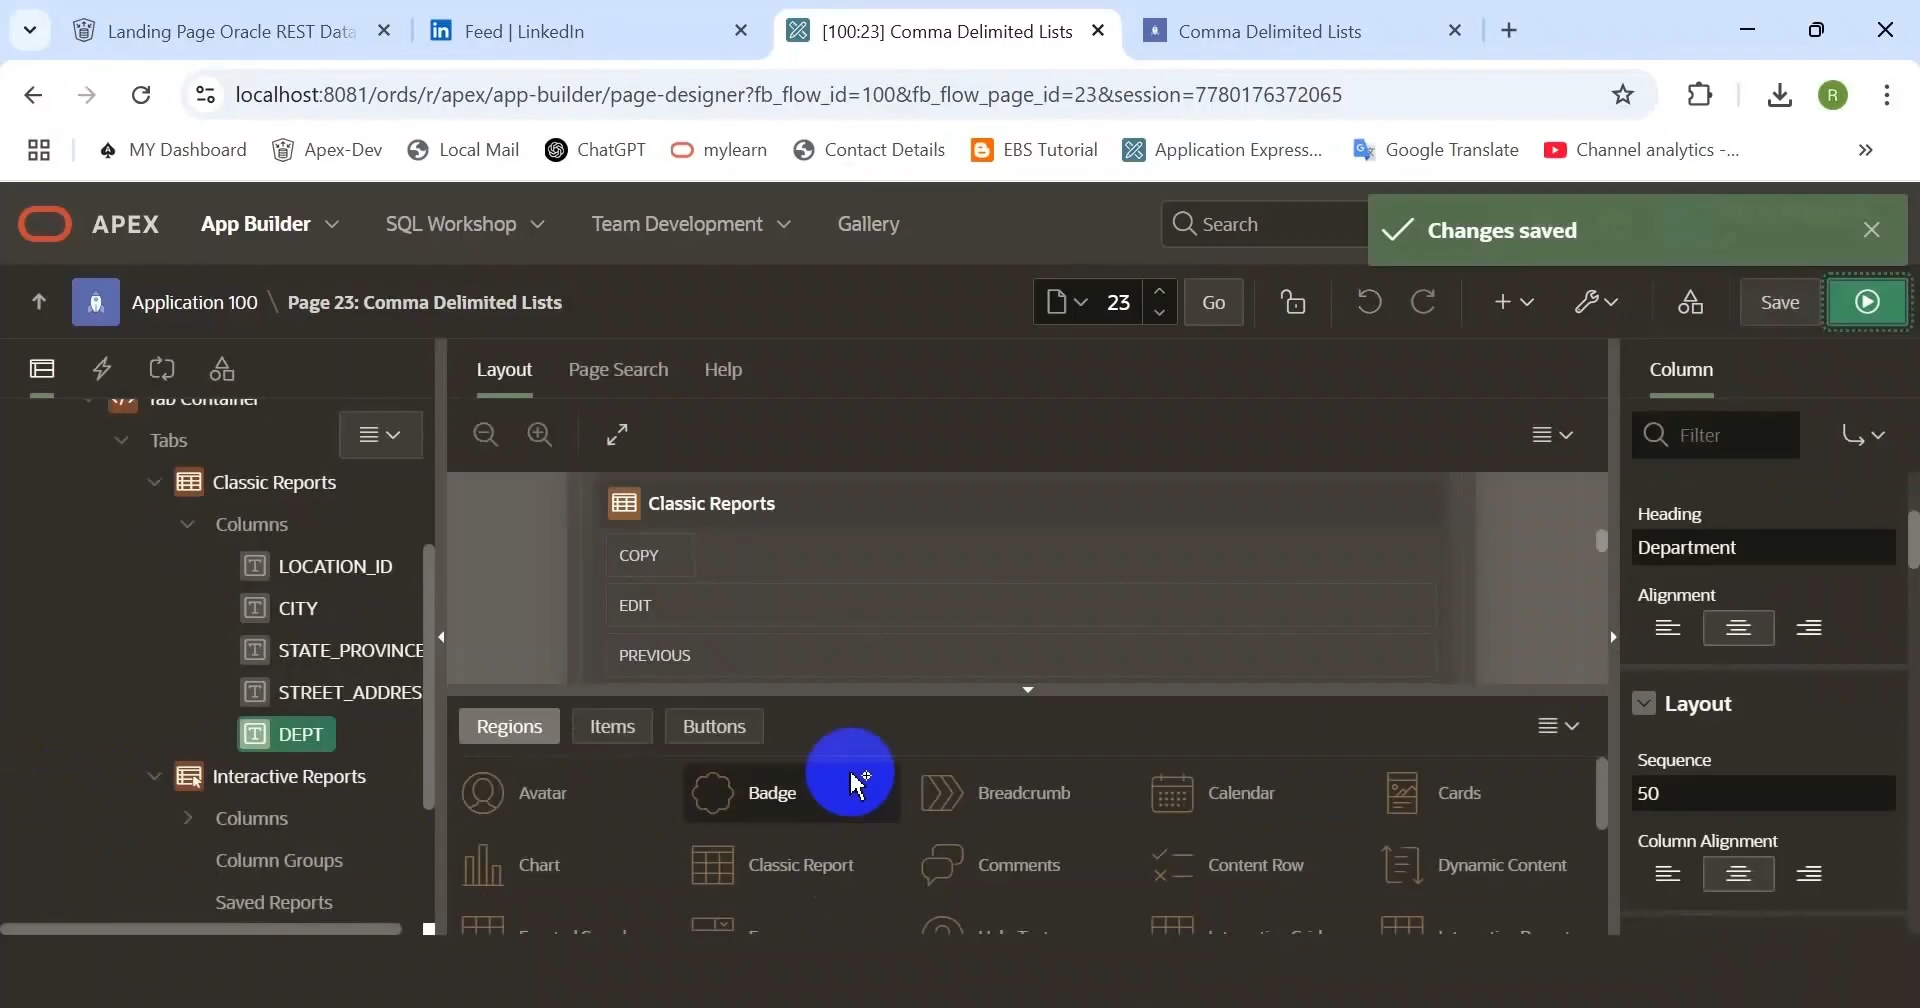 Landing Page Oracle REST Data
Feed | LinkedIn
[100:23] Comma Delimited Lists
Comma Delimited Lists
localhost:8081/ords/r/apex/app-builder/page-designer?fb_flow_id=100&fb_flow_page_id=23&session=7780176372065
R
MY Dashboard
Apex-Dev
Local Mail
ChatGPT
mylearn
Contact Details
EBS Tutorial
Application Express...
Google Translate
Channel analytics -...
APEX
App Builder
SQL Workshop
Team Development
Gallery
Search
Changes saved
Application 100 \ Page 23: Comma Delimited Lists
23
Go
Save
Tab Container
Tabs
Classic Reports
Columns
LOCATION_ID
CITY
STATE_PROVINCE
STREET_ADDRES
DEPT
Interactive Reports
Columns
Column Groups
Saved Reports
Layout
Page Search
Help
Classic Reports
COPY
EDIT
PREVIOUS
Regions
Items
Buttons
Avatar
Badge
Breadcrumb
Calendar
Cards
Chart
Classic Report
Comments
Content Row
Dynamic Content
Column
Filter
Heading
Department
Alignment
Layout
Sequence
50
Column Alignment